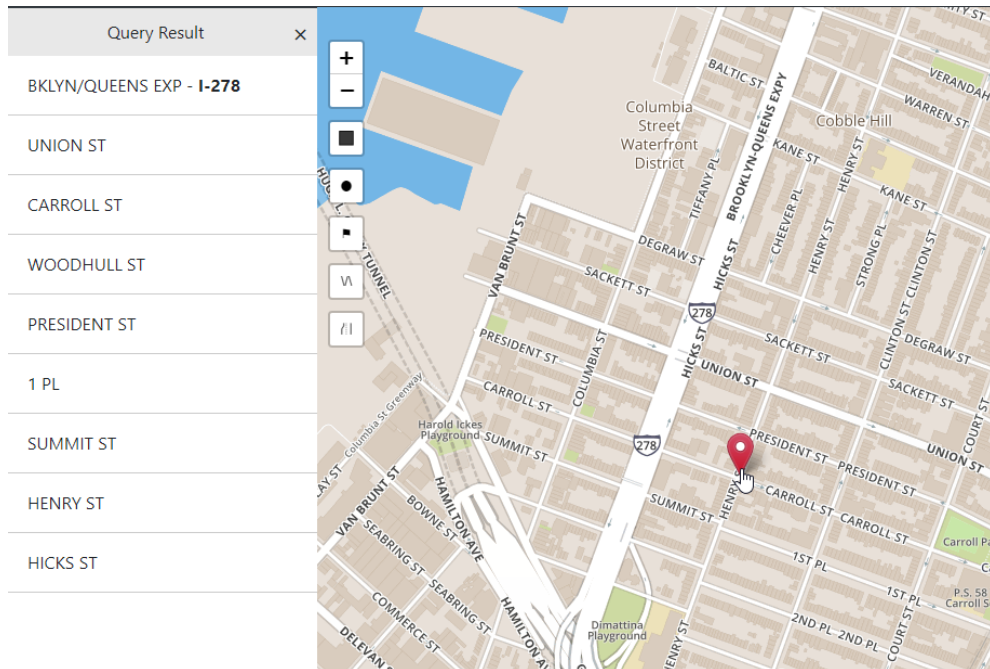 Query Result ×
BKLYN/QUEENS EXP - I-278
UNION ST
CARROLL ST
WOODHULL ST
PRESIDENT ST
1 PL
SUMMIT ST
HENRY ST
HICKS ST
+
−
BALTIC ST
VERANDAH
WARREN ST
Columbia
Street
Waterfront
District
Cobble Hill
BROOKLYN-QUEENS EXPY
KANE ST
HENRY ST
KANE ST
TIFFANY PL
CHEEVER PL
HENRY ST
STRONG PL
CLINTON ST
CLINTON ST
TUNNEL
VAN BRUNT ST
DEGRAW ST
HICKS ST
SACKETT ST
278
PRESIDENT ST
COLUMBIA ST
HICKS ST
UNION ST
SACKETT ST
DEGRAW ST
SACKETT ST
COURT ST
Columbia St Greenway
CARROLL ST
Harold Ickes
Playground
SUMMIT ST
278
PRESIDENT ST
PRESIDENT ST
UNION ST
VAN BRUNT ST
HAMILTON AVE
BOWNE ST
SUMMIT ST
HENRY
CARROLL ST
CARROLL ST
Carroll Pa
SEABRING ST
SEABRING ST
1ST PL
1ST PL
P.S. 58
Carroll S
COMMERCE ST
HAMILTON AV
Dimattina
Playground
HENRY ST
2ND PL
2ND PL
COURT ST
DELEVAN